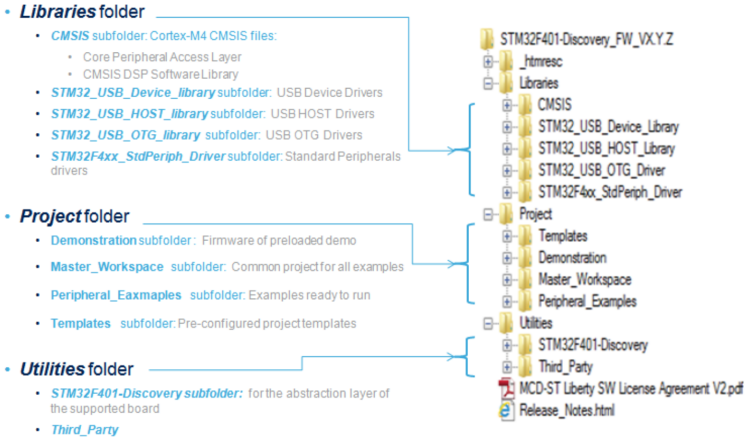 • Libraries folder
• CMSIS subfolder: Cortex-M4 CMSIS files:
• Core Peripheral Access Layer
• CMSIS DSP Software Library
• STM32_USB_Device_library subfolder: USB Device Drivers
• STM32_USB_HOST_library subfolder: USB HOST Drivers
• STM32_USB_OTG_library subfolder: USB OTG Drivers
• STM32F4xx_StdPeriph_Driver subfolder: Standard Peripherals
drivers
• Project folder
• Demonstration subfolder : Firmware of preloaded demo
• Master_Workspace subfolder: Common project for all examples
• Peripheral_Eaxmaples subfolder: Examples ready to run
• Templates subfolder: Pre-configured project templates
• Utilities folder
• STM32F401-Discovery subfolder: for the abstraction layer of
the supported board
• Third_Party
STM32F401-Discovery_FW_VX.Y.Z
_htmresc
Libraries
CMSIS
STM32_USB_Device_Library
STM32_USB_HOST_Library
STM32_USB_OTG_Driver
STM32F4xx_StdPeriph_Driver
Project
Templates
Demonstration
Master_Workspace
Peripheral_Examples
Utilities
STM32F401-Discovery
Third_Party
MCD-ST Liberty SW License Agreement V2.pdf
Release_Notes.html